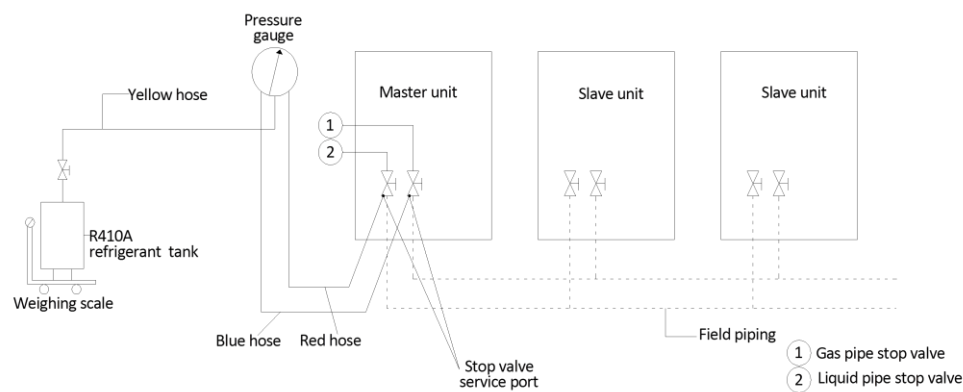 Pressure
gauge
Master unit
Slave unit
Slave unit
Yellow hose
1
2
R410A
refrigerant tank
Weighing scale
Blue hose
Red hose
Field piping
Stop valve
service port
1 Gas pipe stop valve
2 Liquid pipe stop valve